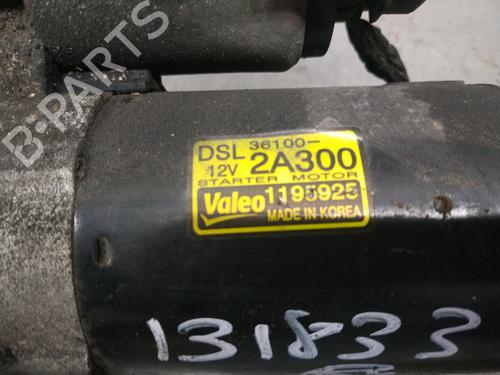 B-PARTS
DSL 36100-
12V 2A300
STARTER MOTOR
Valeo 1195925
MADE IN KOREA
131833